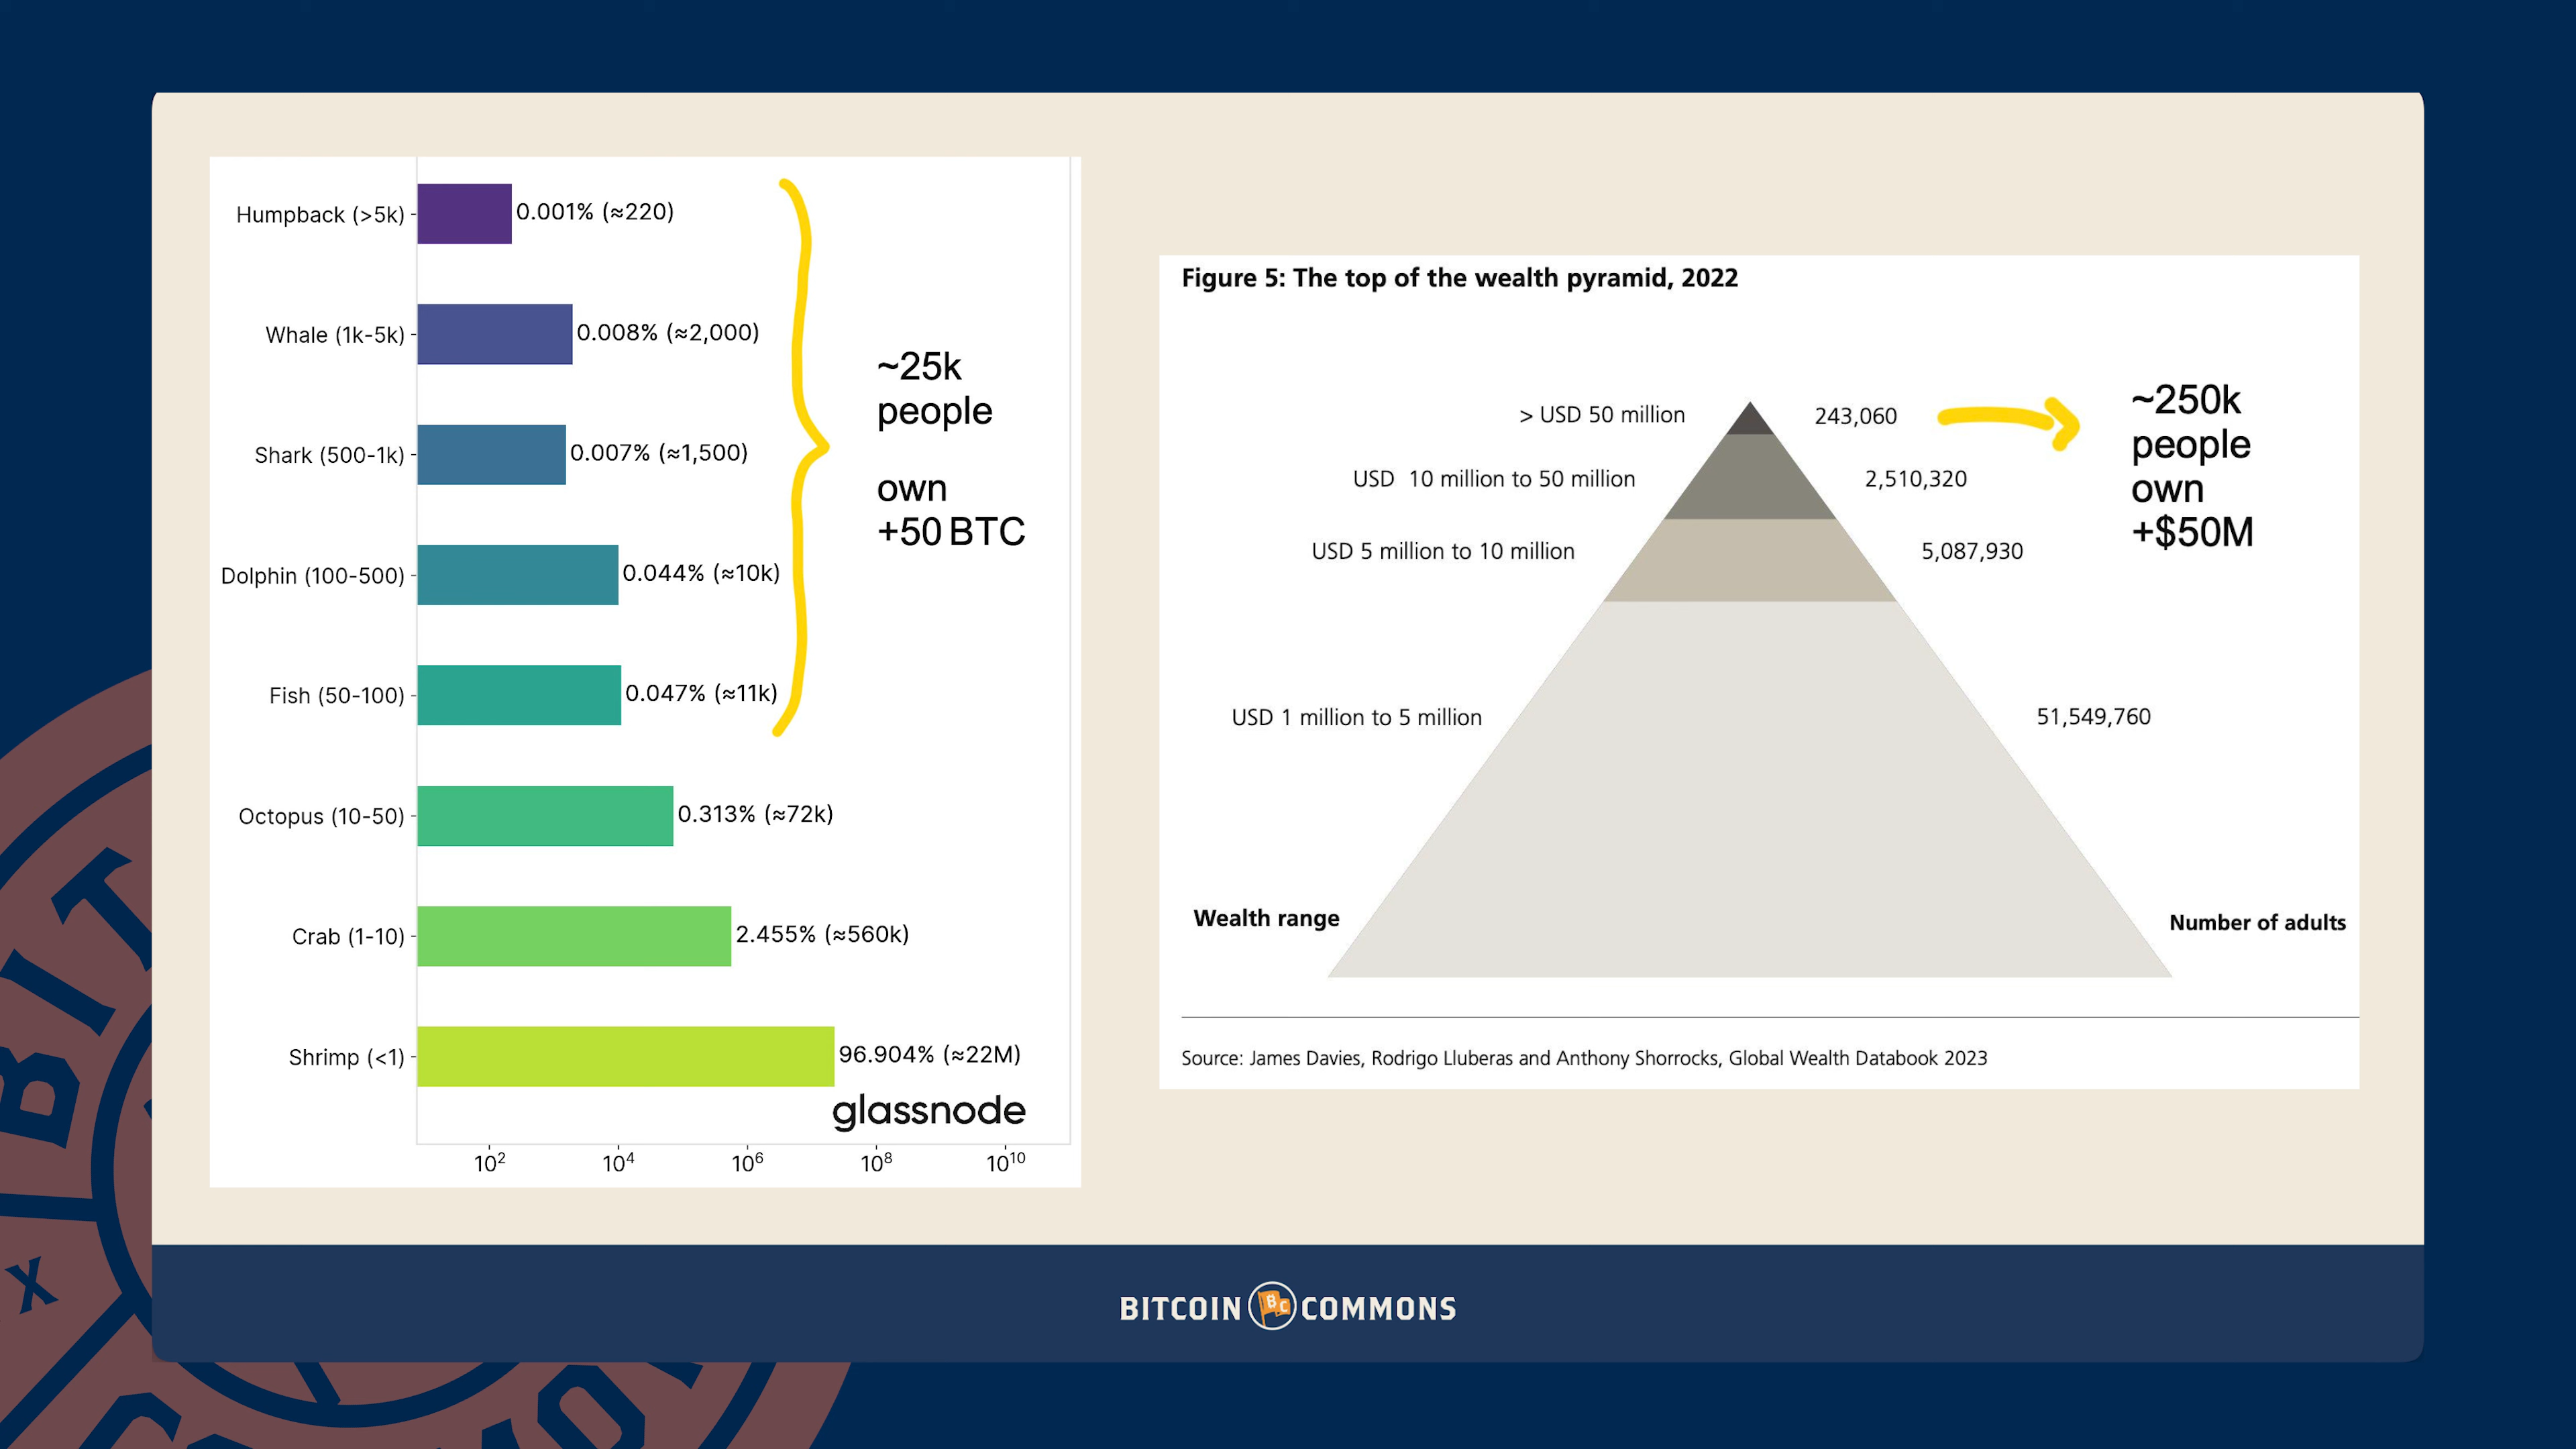 Humpback (>5k)
0.001% (≈220)
Whale (1k-5k)
0.008% (≈2,000)
Shark (500-1k)
0.007% (≈1,500)
Dolphin (100-500)
0.044% (≈10k)
Fish (50-100)
0.047% (≈11k)
Octopus (10-50)
0.313% (≈72k)
Crab (1-10)
2.455% (≈560k)
Shrimp (<1)
96.904% (≈22M)
glassnode
10² 10⁴ 10⁶ 10⁸ 10¹⁰
~25k
people
own
+50 BTC
Figure 5: The top of the wealth pyramid, 2022
> USD 50 million
243,060
USD 10 million to 50 million
2,510,320
USD 5 million to 10 million
5,087,930
USD 1 million to 5 million
51,549,760
~250k
people
own
+$50M
Wealth range
Number of adults
Source: James Davies, Rodrigo Lluberas and Anthony Shorrocks, Global Wealth Databook 2023
BITCOIN BC COMMONS
BIT
X